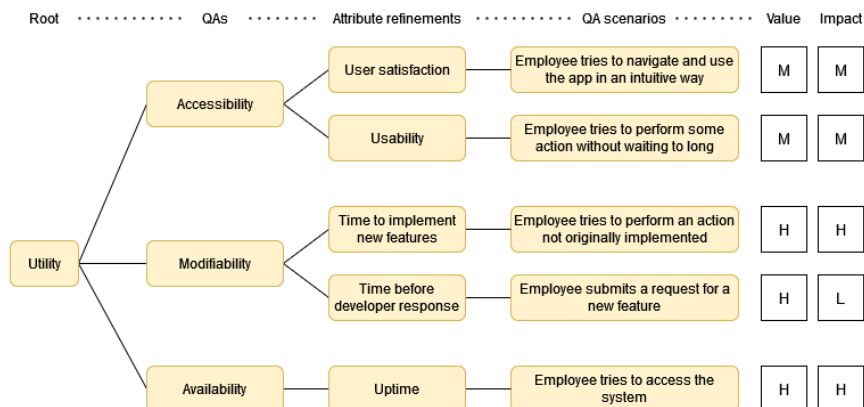 Root QAs Attribute refinements QA scenarios Value Impact
User satisfaction
Employee tries to navigate and use
the app in an intuitive way
M M
Accessibility
Usability
Employee tries to perform some
action without waiting to long
M M
Time to implement
new features
Employee tries to perform an action
not originally implemented
H H
Utility
Modifiability
Time before
developer response
Employee submits a request for a
new feature
H L
Availability
Uptime
Employee tries to access the
system
H H